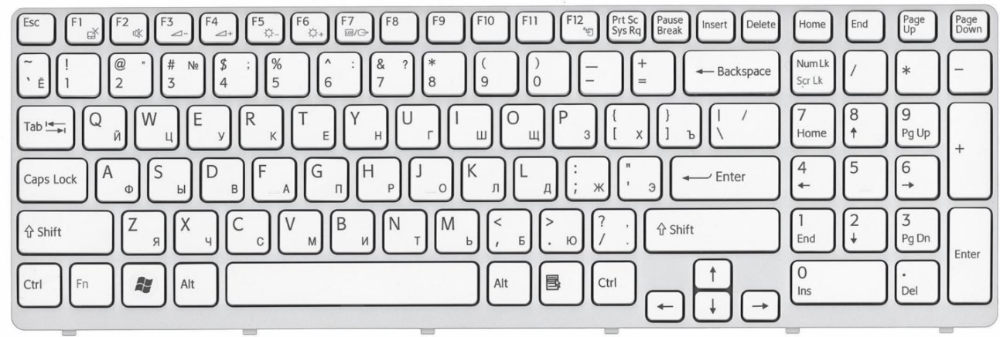 Esc F1 F2 F3 F4 F5 F6 F7 F8 F9 F10 F11 F12 Prt Sc Pause Insert Delete Home End Page Page
Sys Rq Break Up Down
~ ! @ " # № $ ; % ^ : & ? * ( ) — + ← Backspace Num Lk / * −
` Ё 1 2 3 4 5 6 7 8 9 0 - = Scr Lk
Tab Q W E R T Y U I O P { } | / 7 8 9 +
Й Ц У К Е Н Г Ш Щ З [ Х ] Ъ \ Home ↑ Pg Up
Caps Lock A S D F G H J K L : " Enter 4 5 6
Ф Ы В _ А П Р _ О Л Д ; Ж ' Э ← _ →
⇧ Shift Z X C V B N M < > ? , ⇧ Shift 1 2 3 Enter
Я Ч С М И Т Ь , Б . Ю / . End ↓ Pg Dn
Ctrl Fn Alt Alt Ctrl ↑ 0 .
← ↓ → Ins Del